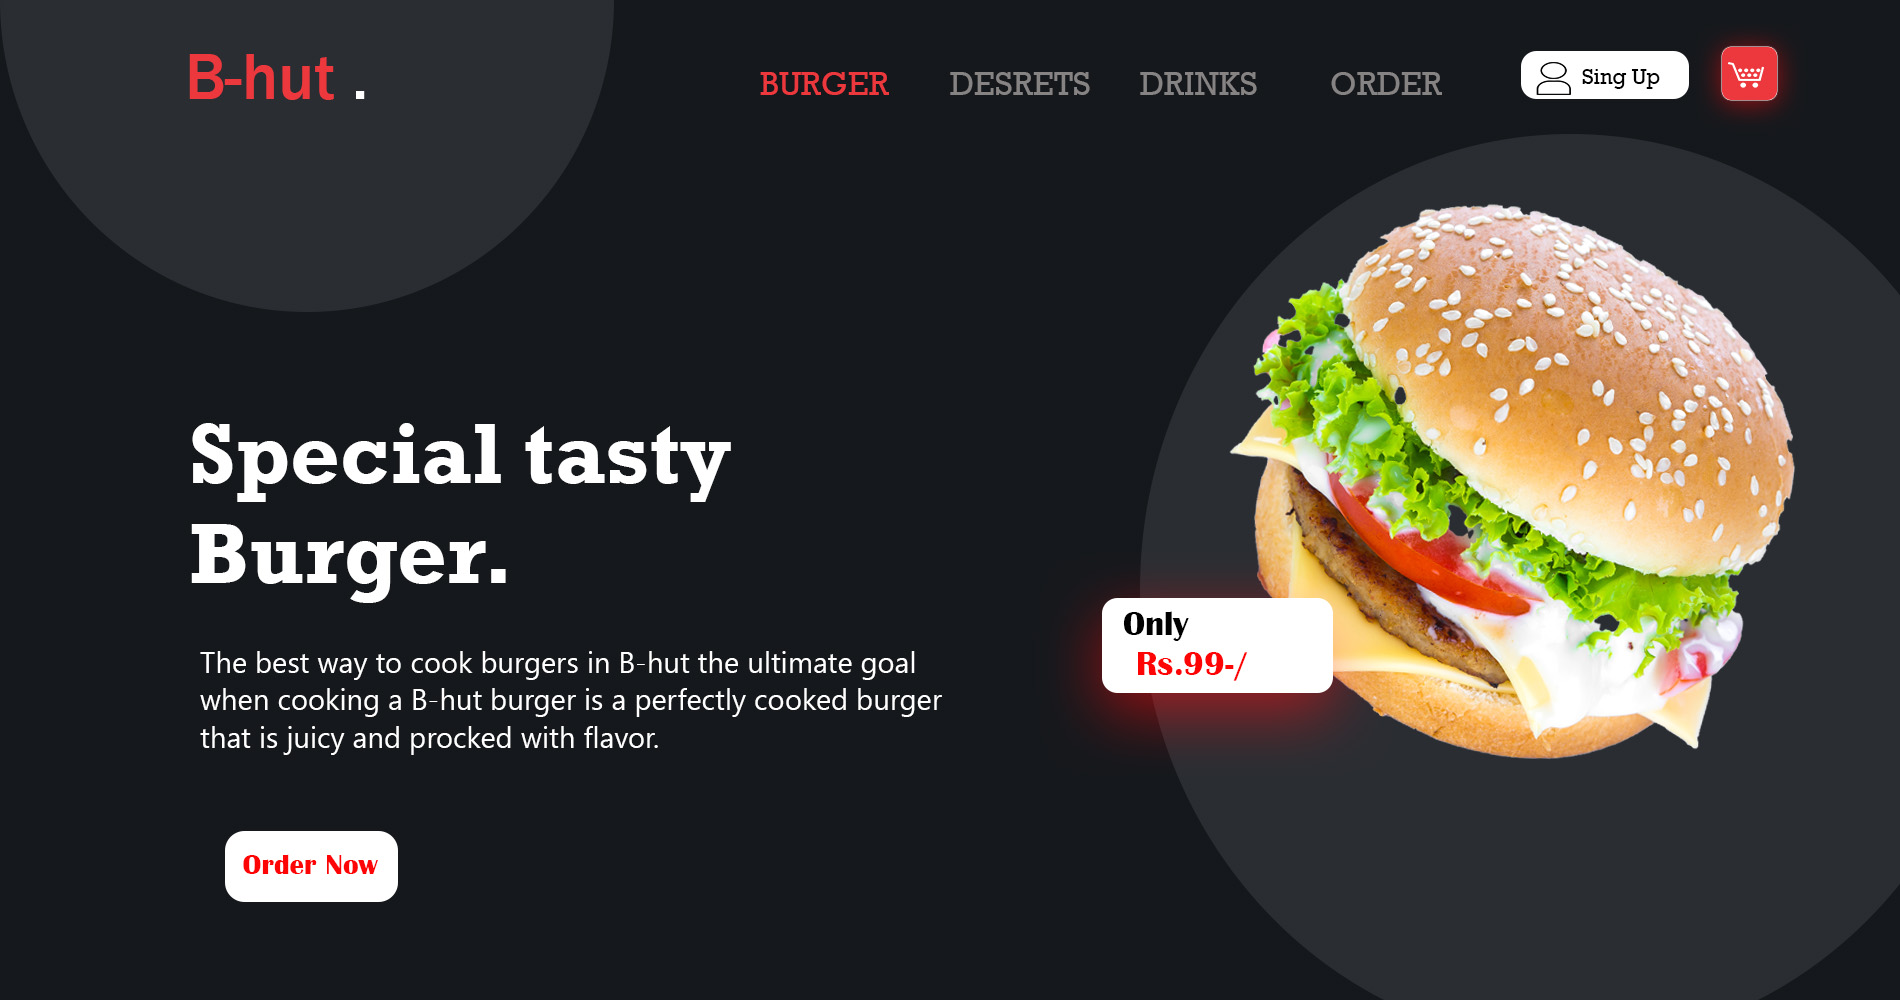 B-hut .
BURGER DESRETS DRINKS ORDER Sing Up
Special tasty
Burger.
The best way to cook burgers in B-hut the ultimate goal
when cooking a B-hut burger is a perfectly cooked burger
that is juicy and procked with flavor.
Only
Rs.99-/
Order Now